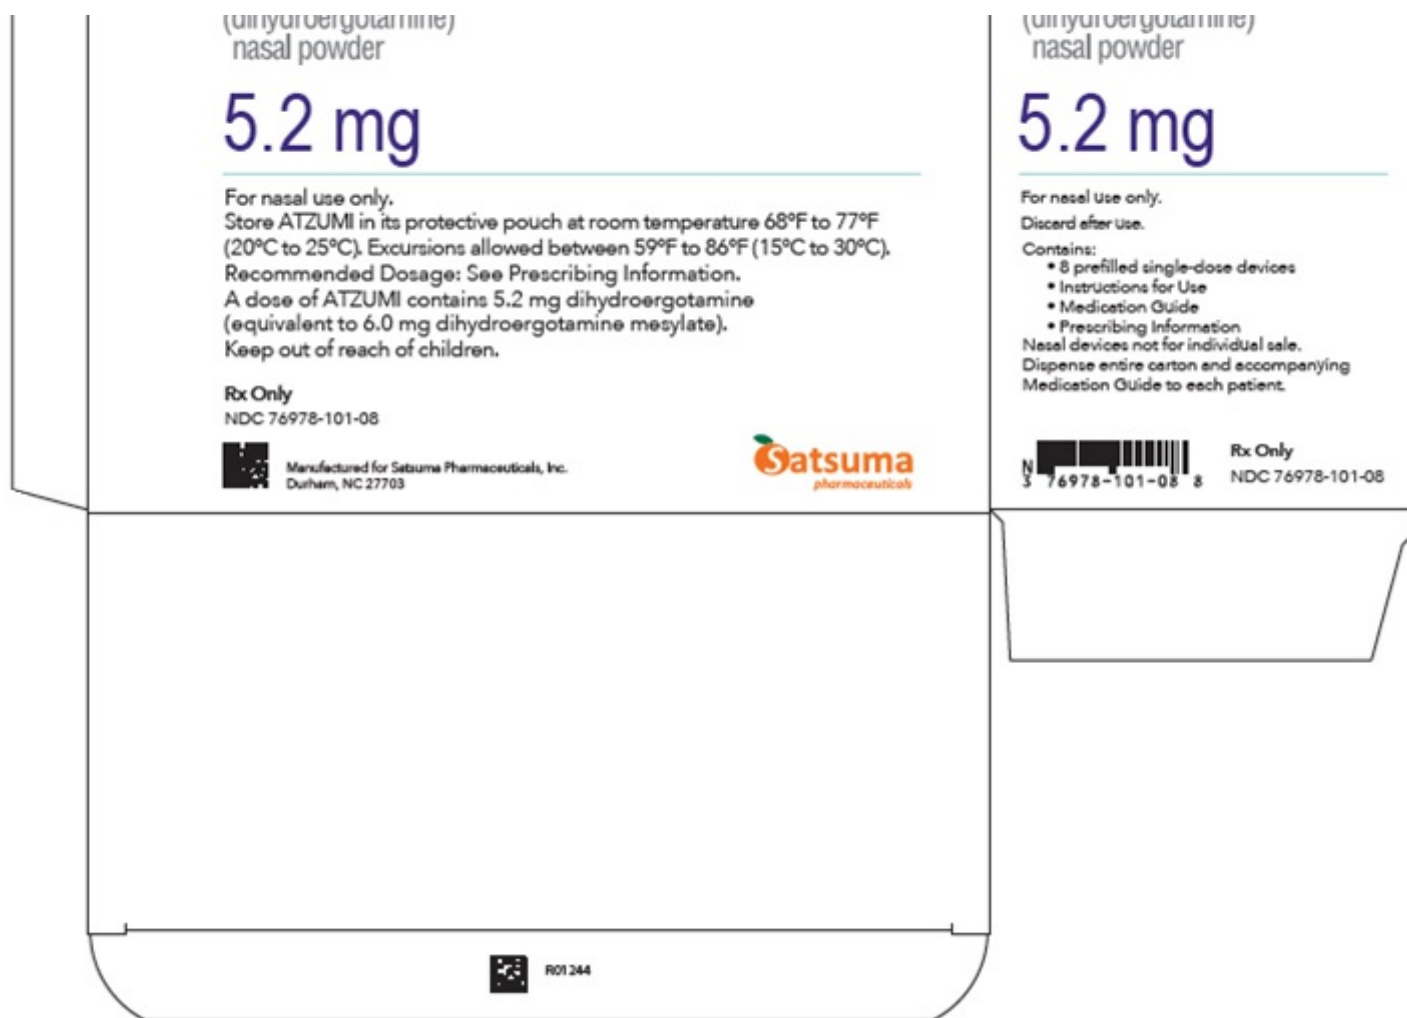 (dihydroergotamine)
nasal powder
5.2 mg
For nasal use only.
Store ATZUMI in its protective pouch at room temperature 68°F to 77°F
(20°C to 25°C). Excursions allowed between 59°F to 86°F (15°C to 30°C).
Recommended Dosage: See Prescribing Information.
A dose of ATZUMI contains 5.2 mg dihydroergotamine
(equivalent to 6.0 mg dihydroergotamine mesylate).
Keep out of reach of children.
Rx Only
NDC 76978-101-08
Manufactured for Satsuma Pharmaceuticals, Inc.
Durham, NC 27703
Satsuma
pharmaceuticals
(dihydroergotamine)
nasal powder
5.2 mg
For nasal use only.
Discard after use.
Contains:
• 8 prefilled single-dose devices
• Instructions for Use
• Medication Guide
• Prescribing Information
Nasal devices not for individual sale.
Dispense entire carton and accompanying
Medication Guide to each patient.
N
3 76978-101-08 8
Rx Only
NDC 76978-101-08
R01244